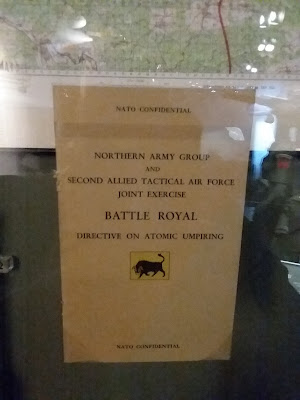 NATO CONFIDENTIAL
NORTHERN ARMY GROUP
AND
SECOND ALLIED TACTICAL AIR FORCE
JOINT EXERCISE
BATTLE ROYAL
DIRECTIVE ON ATOMIC UMPIRING
NATO CONFIDENTIAL